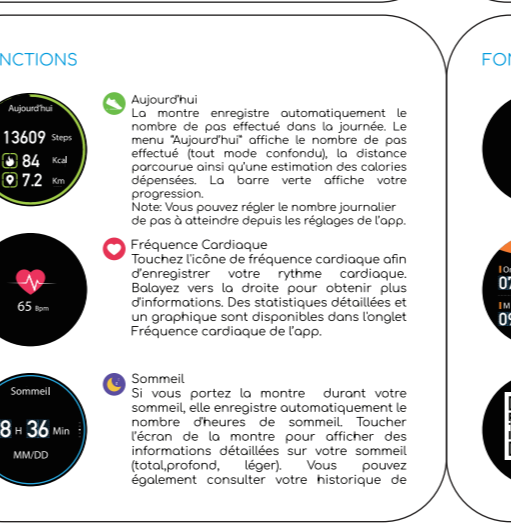 NCTIONS
Aujourd'hui
13609 Steps
84 Kcal
7.2 Km
Aujourd'hui
La montre enregistre automatiquement le
nombre de pas effectué dans la journée. Le
menu "Aujourd'hui" affiche le nombre de pas
effectué (tout mode confondu), la distance
parcourue ainsi qu'une estimation des calories
dépensées. La barre verte affiche votre
progression.
Note: Vous pouvez régler le nombre journalier
de pas à atteindre depuis les réglages de l'app.
65 Bpm
Fréquence Cardiaque
Touchez l'icône de fréquence cardiaque afin
d'enregistrer votre rythme cardiaque.
Balayez vers la droite pour obtenir plus
d'informations. Des statistiques détaillées et
un graphique sont disponibles dans l'onglet
Fréquence cardiaque de l'app.
Sommeil
8 H 36 Min
MM/DD
Sommeil
Si vous portez la montre durant votre
sommeil, elle enregistre automatiquement le
nombre d'heures de sommeil. Toucher
l'écran de la montre pour afficher des
informations détaillées sur votre sommeil
(total,profond, léger). Vous pouvez
également consulter votre historique de
FON
07
09